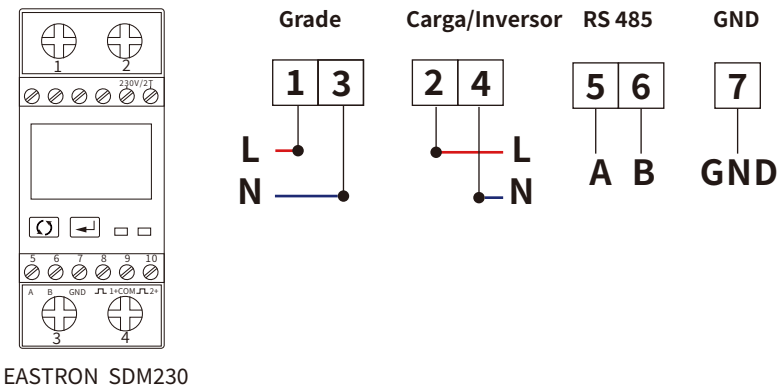 Grade Carga/Inversor RS 485 GND
1 3 2 4 5 6 7
L L
N N
A B GND
1 2
230V/2T
5 6 7 8 9 10
A B GND 1+COM 2+
3 4
EASTRON SDM230